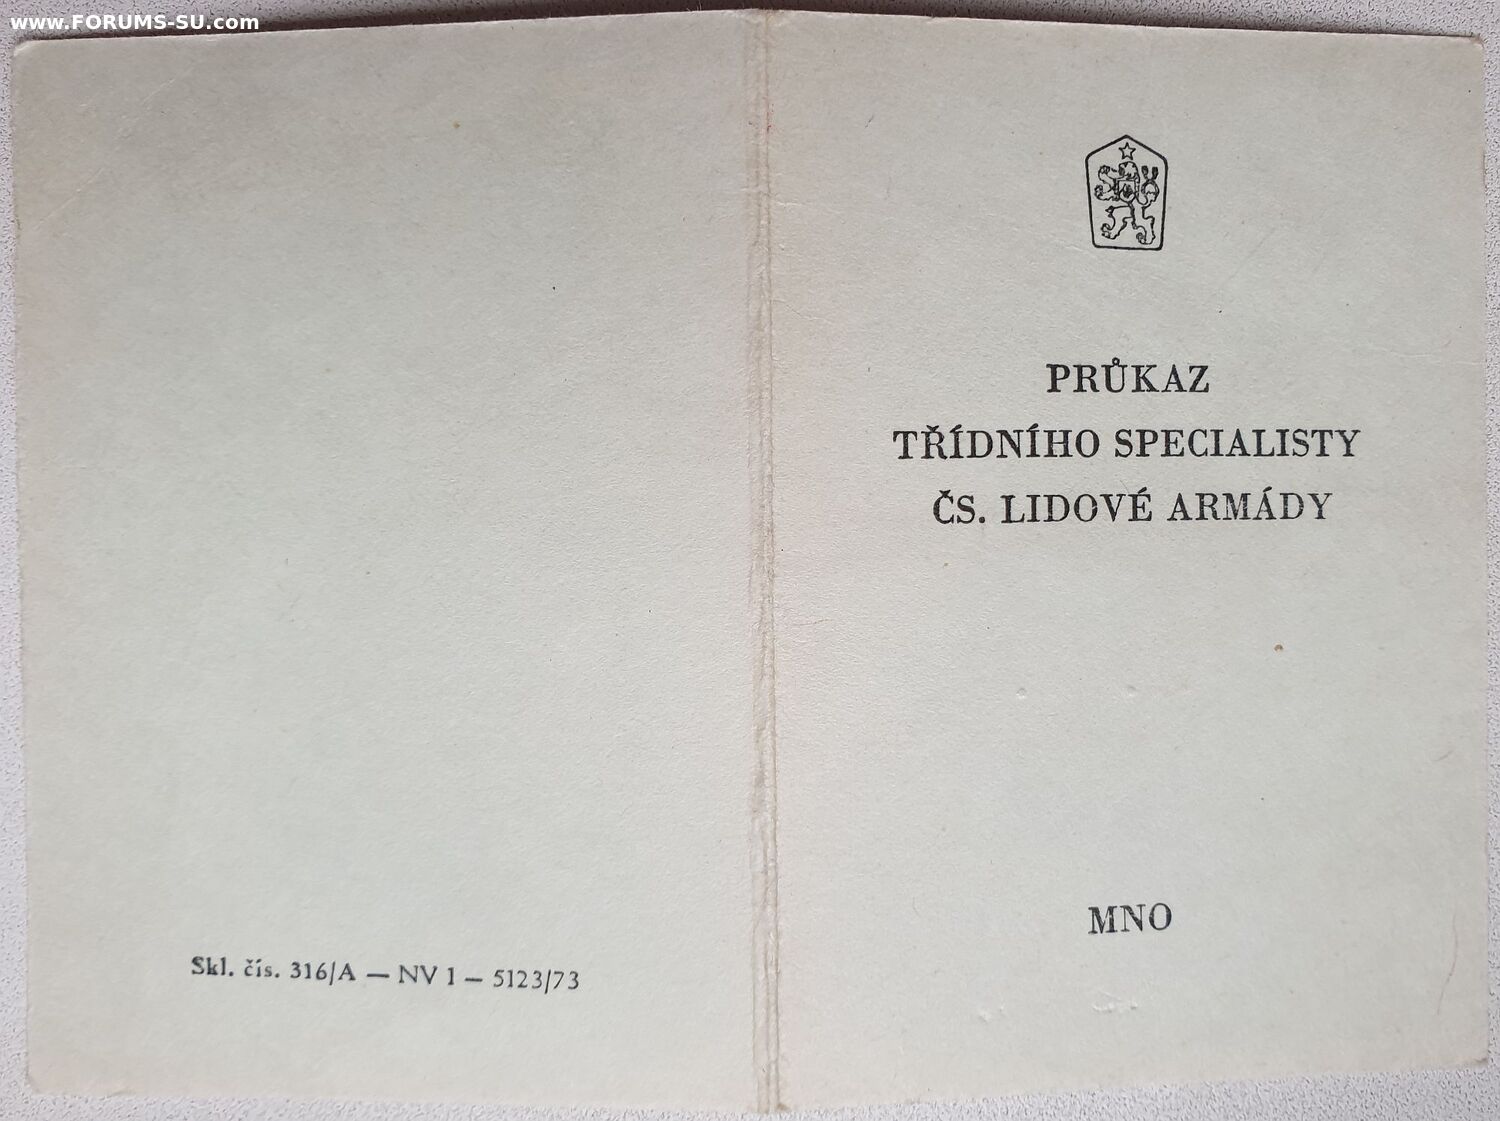 www.FORUMS-SU.com
PRŮKAZ
TŘÍDNÍHO SPECIALISTY
ČS. LIDOVÉ ARMÁDY
MNO
Skl. čís. 316/A — NV 1 — 5123/73